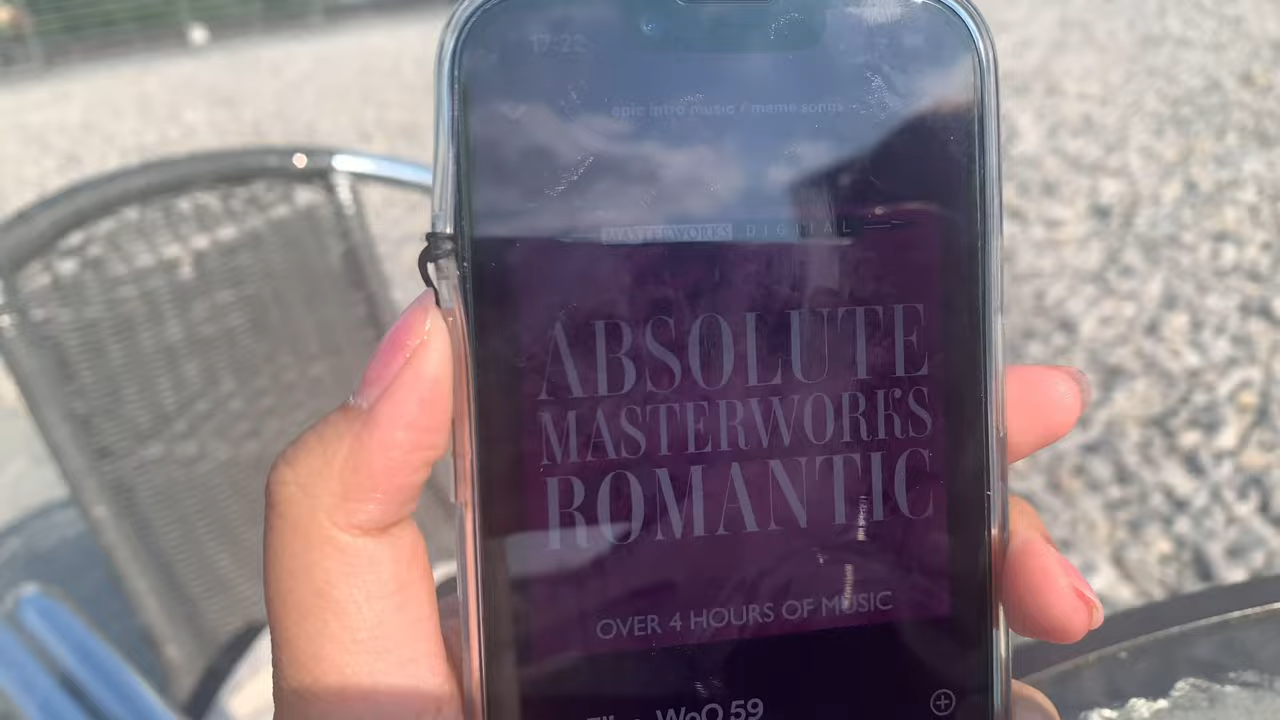 17:22
epic intro music / meme songs
MASTERWORKS DIGITAL
ABSOLUTE
MASTERWORKS
ROMANTIC
OVER 4 HOURS OF MUSIC
WoO 59